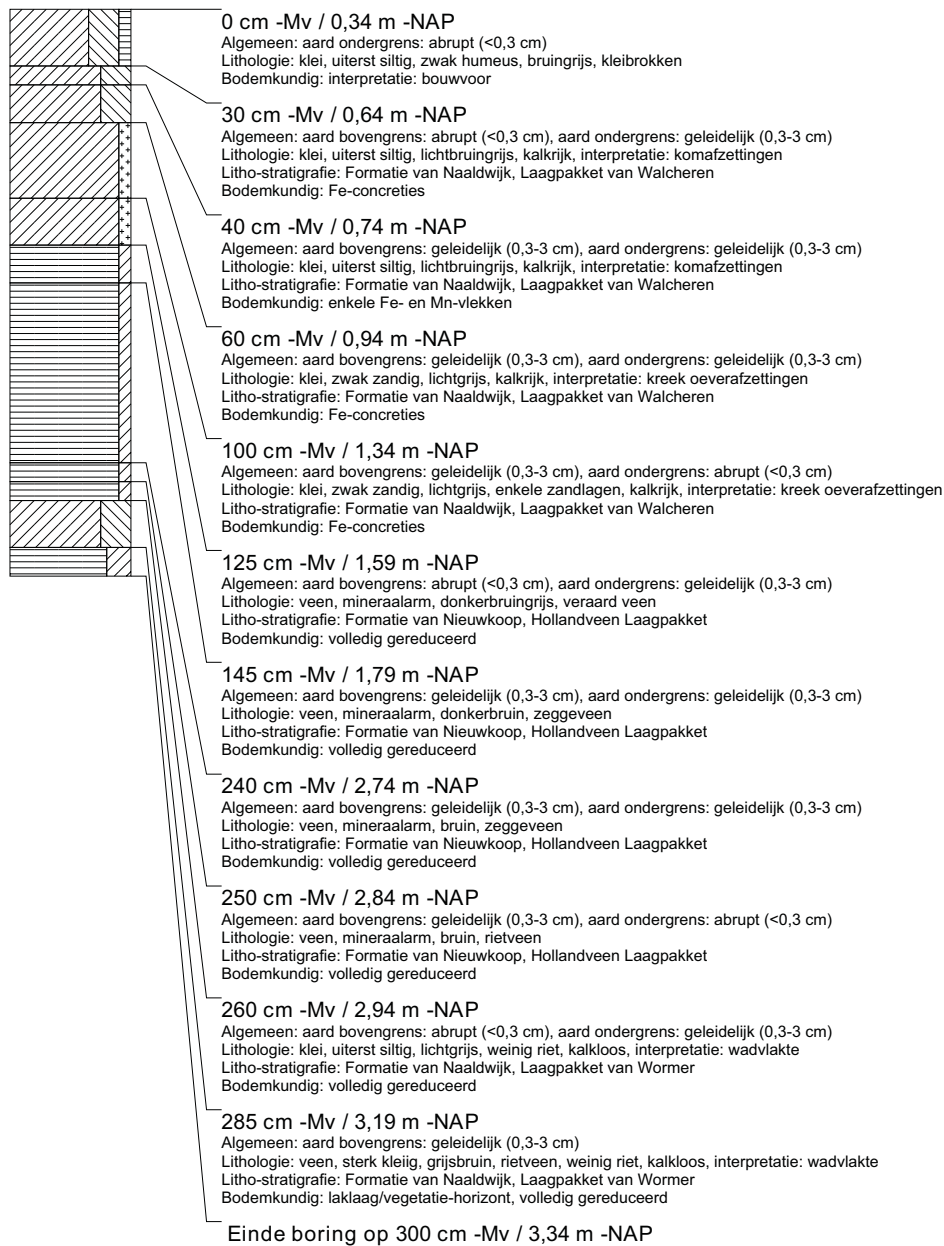 0 cm -Mv / 0,34 m -NAP
Algemeen: aard ondergrens: abrupt (<0,3 cm)
Lithologie: klei, uiterst siltig, zwak humeus, bruingrijs, kleibrokken
Bodemkundig: interpretatie: bouwvoor
30 cm -Mv / 0,64 m -NAP
Algemeen: aard bovengrens: abrupt (<0,3 cm), aard ondergrens: geleidelijk (0,3-3 cm)
Lithologie: klei, uiterst siltig, lichtbruingrijs, kalkrijk, interpretatie: komafzettingen
Litho-stratigrafie: Formatie van Naaldwijk, Laagpakket van Walcheren
Bodemkundig: Fe-concreties
40 cm -Mv / 0,74 m -NAP
Algemeen: aard bovengrens: geleidelijk (0,3-3 cm), aard ondergrens: geleidelijk (0,3-3 cm)
Lithologie: klei, uiterst siltig, lichtbruingrijs, kalkrijk, interpretatie: komafzettingen
Litho-stratigrafie: Formatie van Naaldwijk, Laagpakket van Walcheren
Bodemkundig: enkele Fe- en Mn-vlekken
60 cm -Mv / 0,94 m -NAP
Algemeen: aard bovengrens: geleidelijk (0,3-3 cm), aard ondergrens: geleidelijk (0,3-3 cm)
Lithologie: klei, zwak zandig, lichtgrijs, kalkrijk, interpretatie: kreek oeverafzettingen
Litho-stratigrafie: Formatie van Naaldwijk, Laagpakket van Walcheren
Bodemkundig: Fe-concreties
100 cm -Mv / 1,34 m -NAP
Algemeen: aard bovengrens: geleidelijk (0,3-3 cm), aard ondergrens: abrupt (<0,3 cm)
Lithologie: klei, zwak zandig, lichtgrijs, enkele zandlagen, kalkrijk, interpretatie: kreek oeverafzettingen
Litho-stratigrafie: Formatie van Naaldwijk, Laagpakket van Walcheren
Bodemkundig: Fe-concreties
125 cm -Mv / 1,59 m -NAP
Algemeen: aard bovengrens: abrupt (<0,3 cm), aard ondergrens: geleidelijk (0,3-3 cm)
Lithologie: veen, mineraalarm, donkerbruingrijs, veraard veen
Litho-stratigrafie: Formatie van Nieuwkoop, Hollandveen Laagpakket
Bodemkundig: volledig gereduceerd
145 cm -Mv / 1,79 m -NAP
Algemeen: aard bovengrens: geleidelijk (0,3-3 cm), aard ondergrens: geleidelijk (0,3-3 cm)
Lithologie: veen, mineraalarm, donkerbruin, zeggeveen
Litho-stratigrafie: Formatie van Nieuwkoop, Hollandveen Laagpakket
Bodemkundig: volledig gereduceerd
240 cm -Mv / 2,74 m -NAP
Algemeen: aard bovengrens: geleidelijk (0,3-3 cm), aard ondergrens: geleidelijk (0,3-3 cm)
Lithologie: veen, mineraalarm, bruin, zeggeveen
Litho-stratigrafie: Formatie van Nieuwkoop, Hollandveen Laagpakket
Bodemkundig: volledig gereduceerd
250 cm -Mv / 2,84 m -NAP
Algemeen: aard bovengrens: geleidelijk (0,3-3 cm), aard ondergrens: abrupt (<0,3 cm)
Lithologie: veen, mineraalarm, bruin, rietveen
Litho-stratigrafie: Formatie van Nieuwkoop, Hollandveen Laagpakket
Bodemkundig: volledig gereduceerd
260 cm -Mv / 2,94 m -NAP
Algemeen: aard bovengrens: abrupt (<0,3 cm), aard ondergrens: geleidelijk (0,3-3 cm)
Lithologie: klei, uiterst siltig, lichtgrijs, weinig riet, kalkloos, interpretatie: wadvlakte
Litho-stratigrafie: Formatie van Naaldwijk, Laagpakket van Wormer
Bodemkundig: volledig gereduceerd
285 cm -Mv / 3,19 m -NAP
Algemeen: aard bovengrens: geleidelijk (0,3-3 cm)
Lithologie: veen, sterk kleiig, grijsbruin, rietveen, weinig riet, kalkloos, interpretatie: wadvlakte
Litho-stratigrafie: Formatie van Naaldwijk, Laagpakket van Wormer
Bodemkundig: laklaag/vegetatie-horizont, volledig gereduceerd
Einde boring op 300 cm -Mv / 3,34 m -NAP